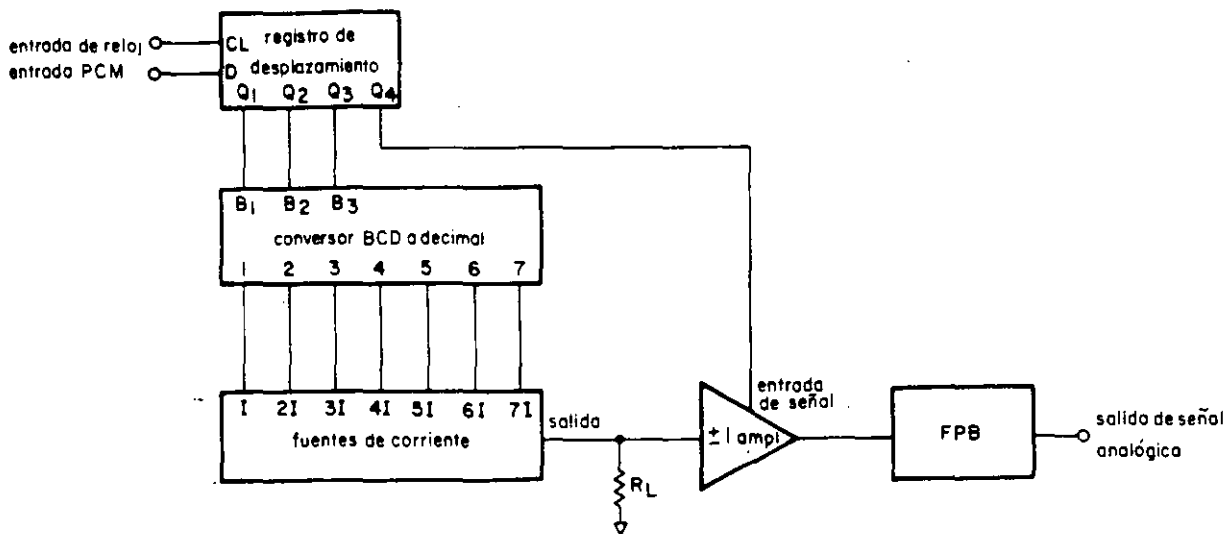 entrada de reloj
entrada PCM
CL registro de
D desplazamiento
Q1 Q2 Q3 Q4
B1 B2 B3
conversor BCD a decimal
1 2 3 4 5 6 7
I 2I 3I 4I 5I 6I 7I
fuentes de corriente
salida
RL
entrada
de señal
± 1 ampl
FPB
salida de señal
analógica